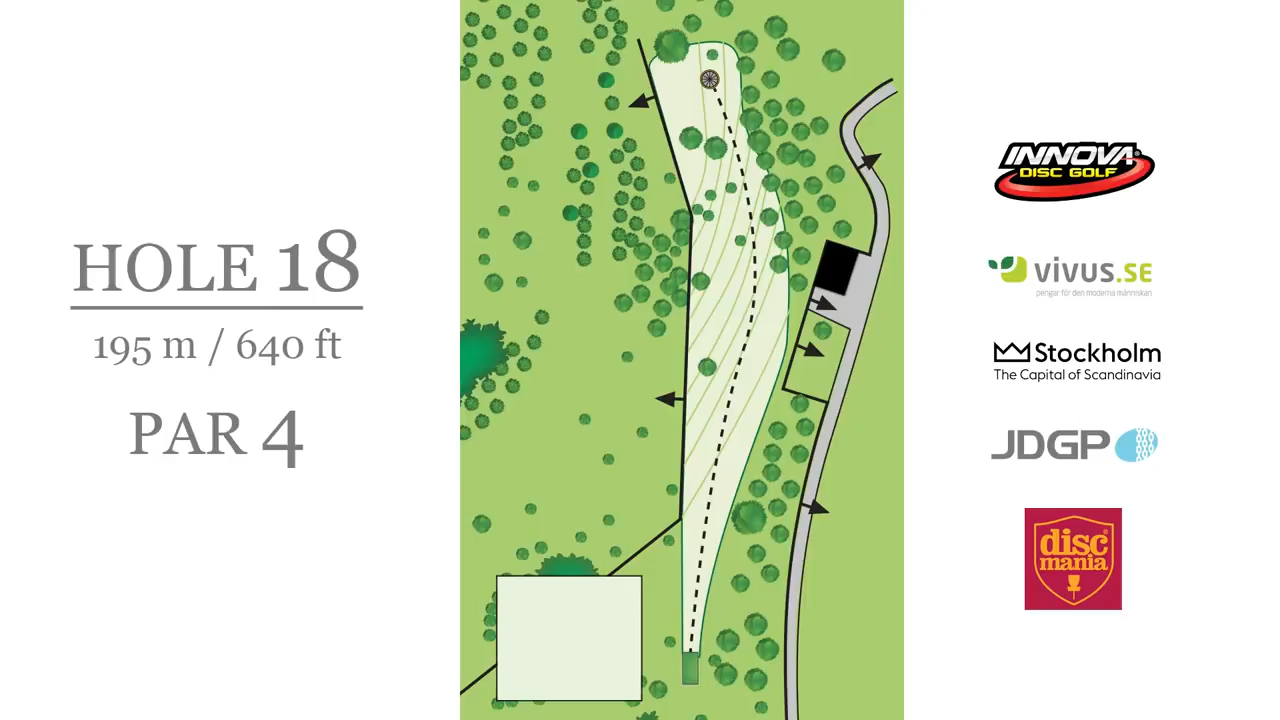 HOLE 18
195 m / 640 ft
PAR 4
INNOVA
DISC GOLF
vivus.se
pengar för den moderna människan
Stockholm
The Capital of Scandinavia
JDGP
disc
mania